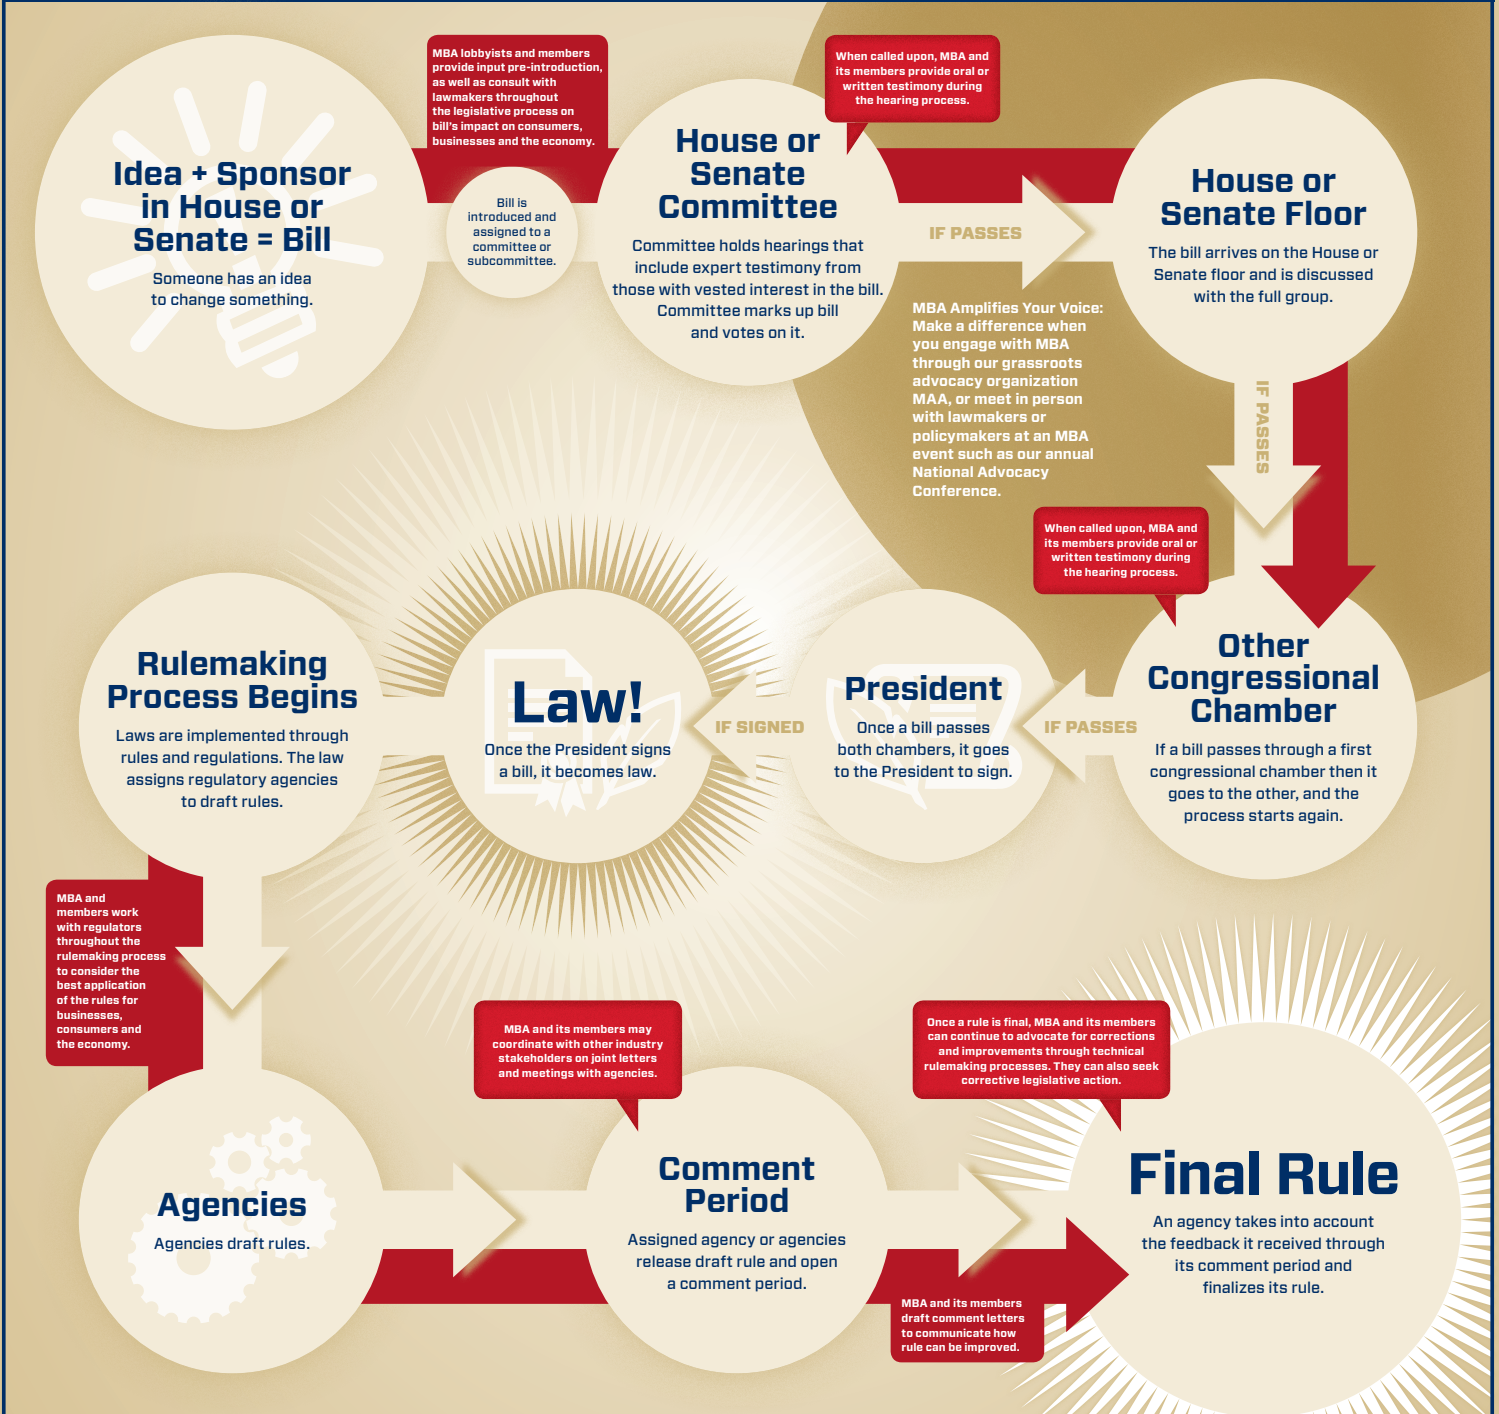 MBA lobbyists and members
provide input pre-introduction,
as well as consult with
lawmakers throughout
the legislative process on
bill's impact on consumers,
businesses and the economy.
When called upon, MBA and
its members provide oral or
written testimony during
the hearing process.
Idea + Sponsor
in House or
Senate = Bill
Someone has an idea
to change something.
Bill is
introduced and
assigned to a
committee or
subcommittee.
House or
Senate
Committee
Committee holds hearings that
include expert testimony from
those with vested interest in the bill.
Committee marks up bill
and votes on it.
IF PASSES
House or
Senate Floor
The bill arrives on the House or
Senate floor and is discussed
with the full group.
MBA Amplifies Your Voice:
Make a difference when
you engage with MBA
through our grassroots
advocacy organization
MAA, or meet in person
with lawmakers or
policymakers at an MBA
event such as our annual
National Advocacy
Conference.
IF PASSES
When called upon, MBA and
its members provide oral or
written testimony during
the hearing process.
Other
Congressional
Chamber
If a bill passes through a first
congressional chamber then it
goes to the other, and the
process starts again.
IF PASSES
President
Once a bill passes
both chambers, it goes
to the President to sign.
IF SIGNED
Law!
Once the President signs
a bill, it becomes law.
Rulemaking
Process Begins
Laws are implemented through
rules and regulations. The law
assigns regulatory agencies
to draft rules.
MBA and
members work
with regulators
throughout the
rulemaking process
to consider the
best application
of the rules for
businesses,
consumers and
the economy.
Agencies
Agencies draft rules.
MBA and its members may
coordinate with other industry
stakeholders on joint letters
and meetings with agencies.
Comment
Period
Assigned agency or agencies
release draft rule and open
a comment period.
MBA and its members
draft comment letters
to communicate how
rule can be improved.
Once a rule is final, MBA and its members
can continue to advocate for corrections
and improvements through technical
rulemaking processes. They can also seek
corrective legislative action.
Final Rule
An agency takes into account
the feedback it received through
its comment period and
finalizes its rule.